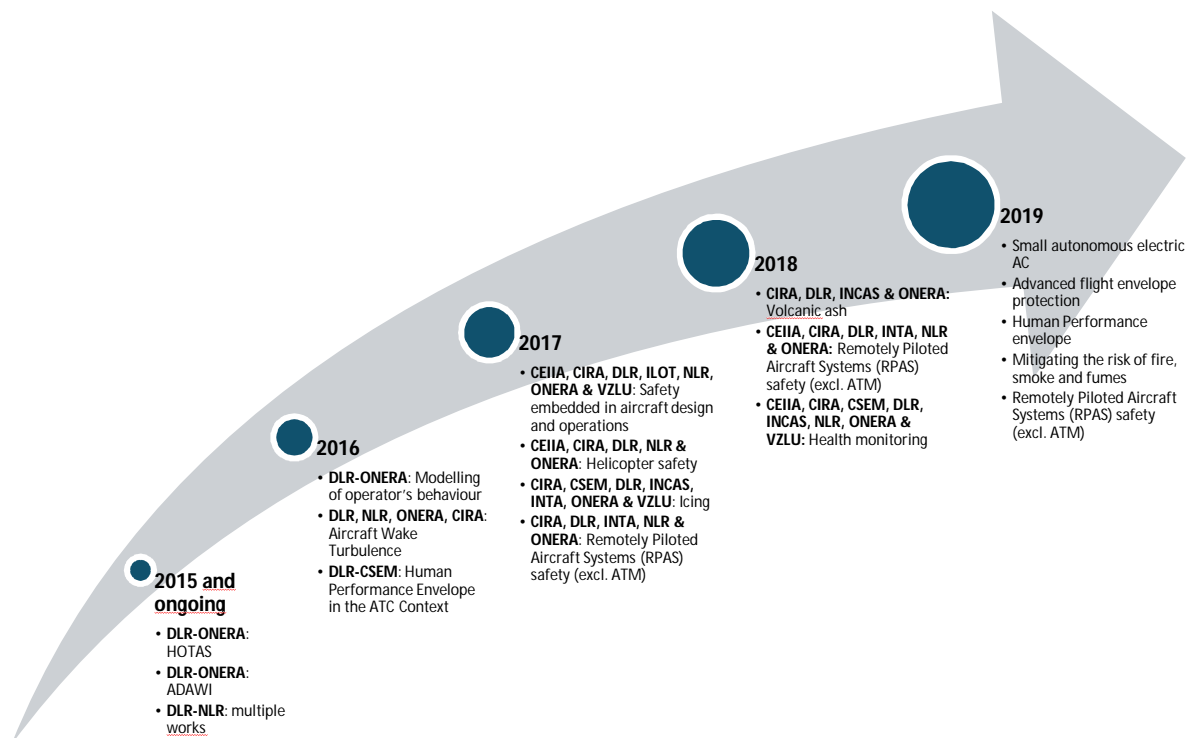 2015 and
ongoing
• DLR-ONERA:
HOTAS
• DLR-ONERA:
ADAWI
• DLR-NLR: multiple
works
2016
• DLR-ONERA: Modelling
of operator's behaviour
• DLR, NLR, ONERA, CIRA:
Aircraft Wake
Turbulence
• DLR-CSEM: Human
Performance Envelope
in the ATC Context
2017
• CEIIA, CIRA, DLR, ILOT, NLR,
ONERA & VZLU: Safety
embedded in aircraft design
and operations
• CEIIA, CIRA, DLR, NLR &
ONERA: Helicopter safety
• CIRA, CSEM, DLR, INCAS,
INTA, ONERA & VZLU: Icing
• CIRA, DLR, INTA, NLR &
ONERA: Remotely Piloted
Aircraft Systems (RPAS)
safety (excl. ATM)
2018
• CIRA, DLR, INCAS & ONERA:
Volcanic ash
• CEIIA, CIRA, DLR, INTA, NLR
& ONERA: Remotely Piloted
Aircraft Systems (RPAS)
safety (excl. ATM)
• CEIIA, CIRA, CSEM, DLR,
INCAS, NLR, ONERA &
VZLU: Health monitoring
2019
• Small autonomous electric
AC
• Advanced flight envelope
protection
• Human Performance
envelope
• Mitigating the risk of fire,
smoke and fumes
• Remotely Piloted Aircraft
Systems (RPAS) safety
(excl. ATM)